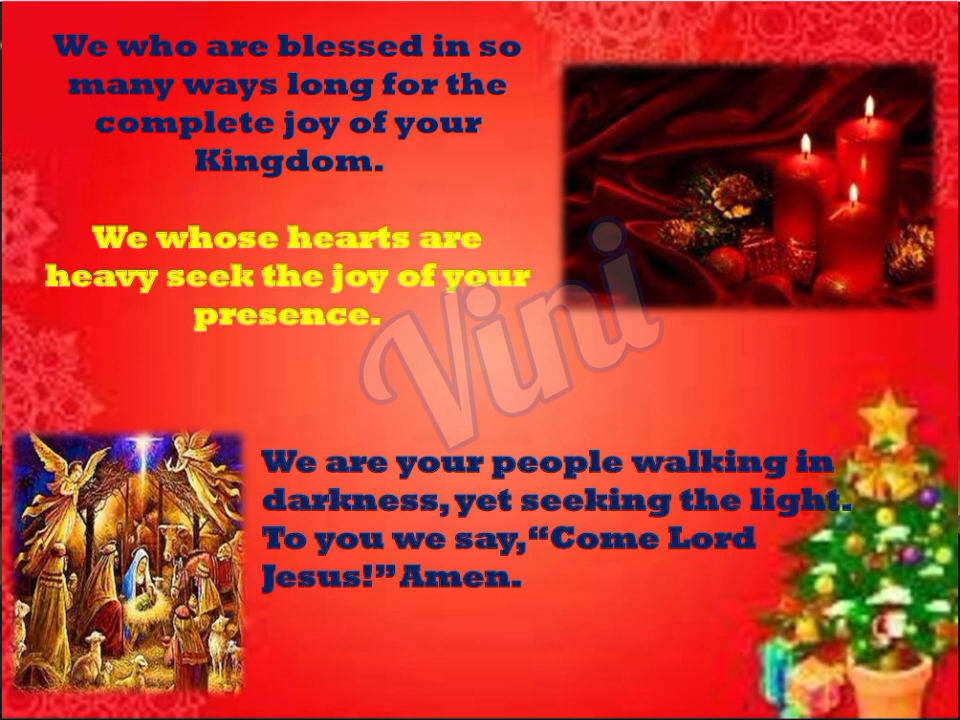 We who are blessed in so
many ways long for the
complete joy of your
Kingdom.
We whose hearts are
heavy seek the joy of your
presence.
Vini
We are your people walking in
darkness, yet seeking the light.
To you we say, “Come Lord
Jesus!” Amen.